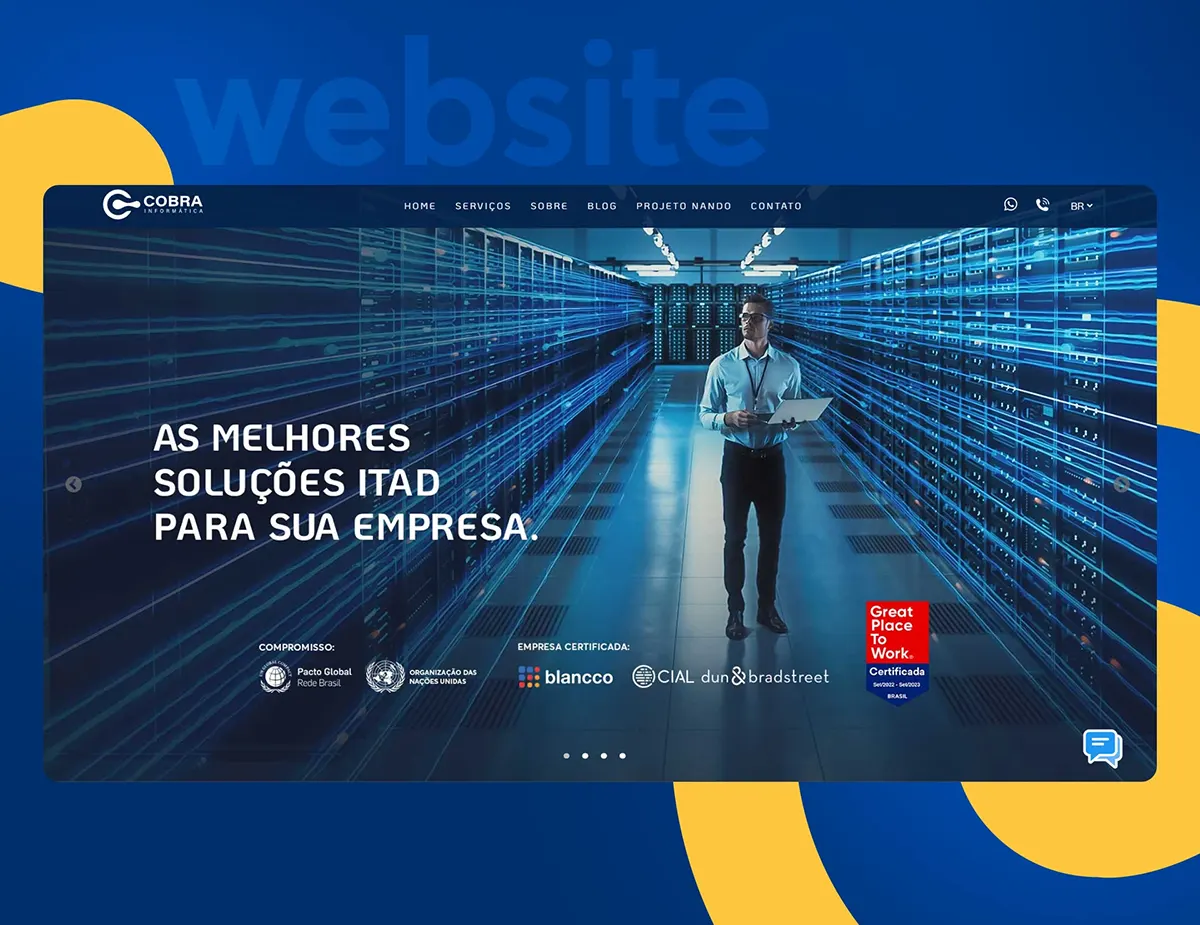 website
COBRA
INFORMÁTICA
HOME SERVIÇOS SOBRE BLOG PROJETO NANDO CONTATO
BR
AS MELHORES
SOLUÇÕES ITAD
PARA SUA EMPRESA.
COMPROMISSO:
Pacto Global
Rede Brasil
ORGANIZAÇÃO DAS
NAÇÕES UNIDAS
EMPRESA CERTIFICADA:
blancco
CIAL dun&bradstreet
Great
Place
To
Work®
Certificada
Set/2022 - Set/2023
BRASIL